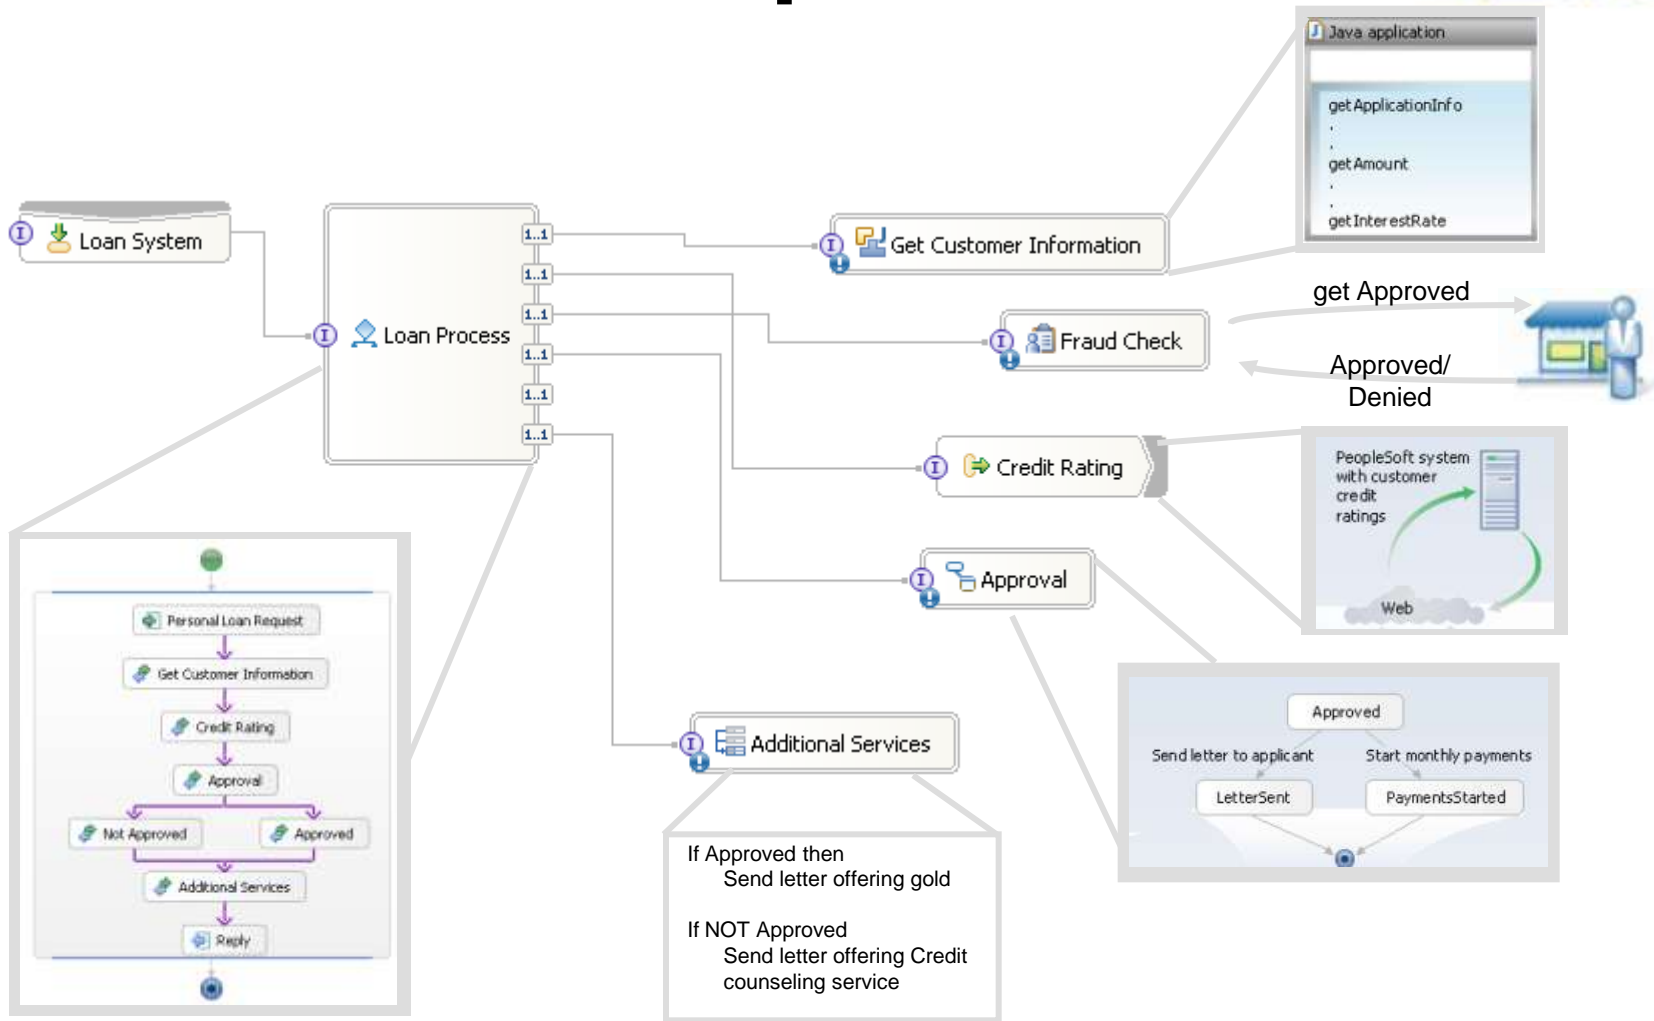 Java application
getApplicationInfo
.
.
getAmount
.
.
getInterestRate
I
Loan System
I
Loan Process
1..1
1..1
1..1
1..1
1..1
1..1
I
Get Customer Information
I
Fraud Check
get Approved
Approved/
Denied
I
Credit Rating
PeopleSoft system
with customer
credit
ratings
Web
I
Approval
Approved
Send letter to applicant
Start monthly payments
LetterSent
PaymentsStarted
I
Additional Services
If Approved then
Send letter offering gold
If NOT Approved
Send letter offering Credit
counseling service
Personal Loan Request
Get Customer Information
Credit Rating
Approval
Not Approved
Approved
Additional Services
Reply